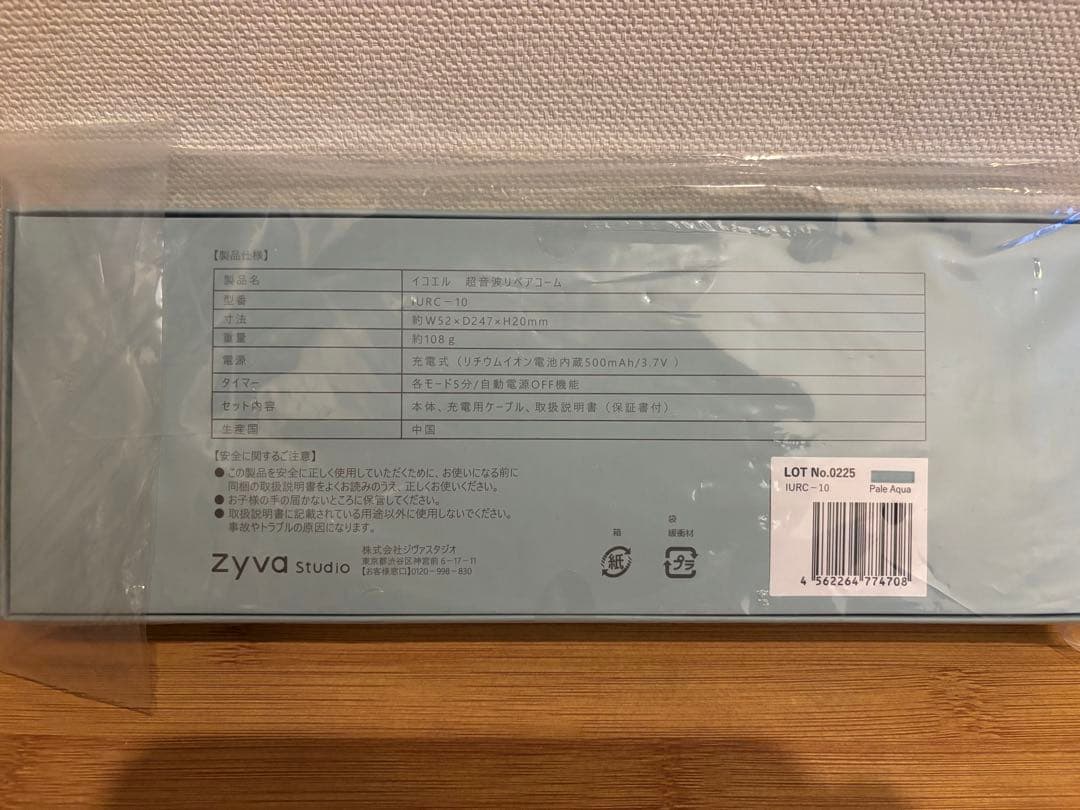 【製品仕様】
製品名 イコエル 超音波リペアコーム
型番 IURC-10
寸法 約W52×D247×H20mm
重量 約108g
電源 充電式(リチウムイオン電池内蔵500mAh/3.7V)
タイマー 各モード5分/自動電源OFF機能
セット内容 本体、充電用ケーブル、取扱説明書(保証書付)
生産国 中国
【安全に関するご注意】
●この製品を安全に正しく使用していただくために、お使いになる前に
同梱の取扱説明書をよくお読みのうえ、正しくお使いください。
●お子様の手の届かないところに保管してください。
●取扱説明書に記載されている用途以外に使用しないでください。
事故やトラブルの原因になります。
zyva studio
株式会社ジヴァスタジオ
東京都渋谷区神宮前 6-17-11
【お客様窓口】0120-998-830
箱
紙
袋
緩衝材
プラ
LOT No.0225
IURC-10 Pale Aqua
4 562264 774708